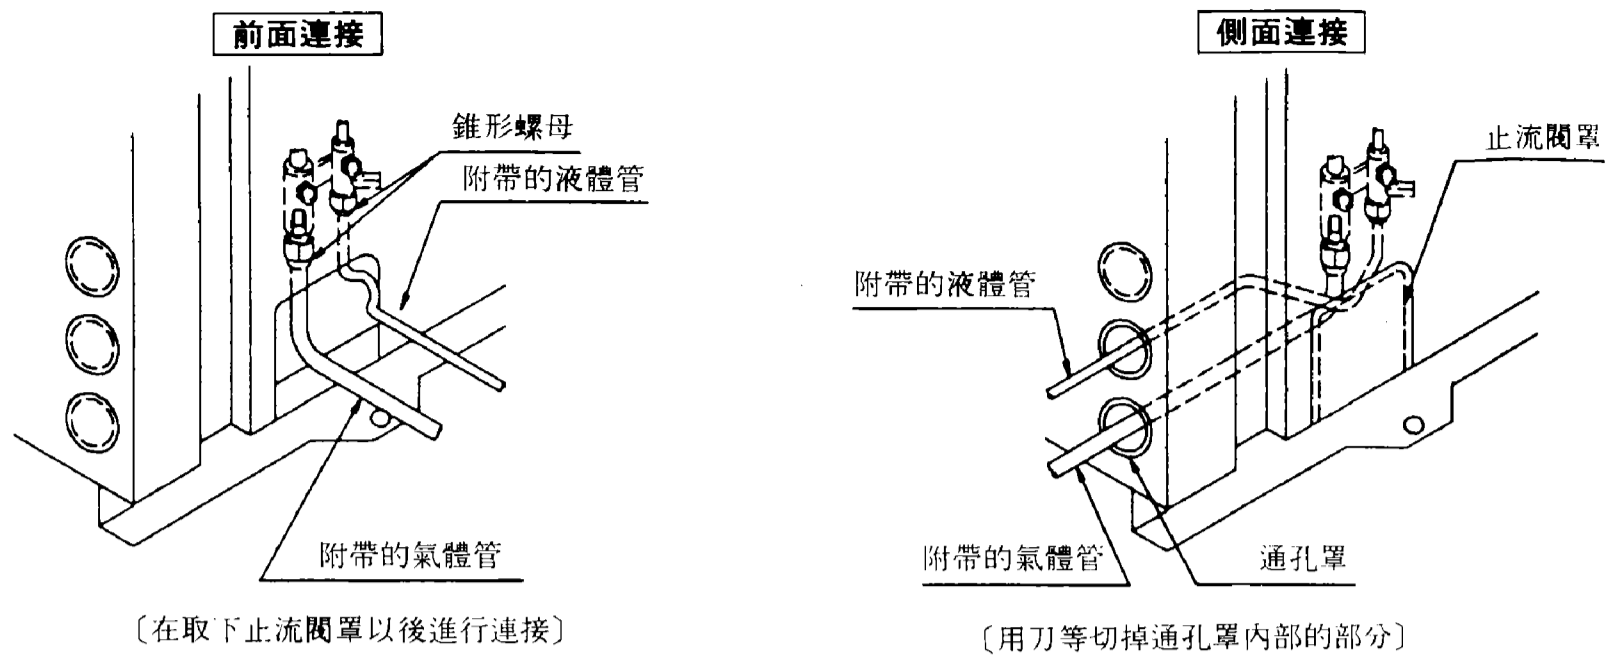 前面連接
錐形螺母
附帶的液體管
附帶的氣體管
〔在取下止流閥罩以後進行連接〕
側面連接
止流閥罩
附帶的液體管
附帶的氣體管
通孔罩
〔用刀等切掉通孔罩內部的部分〕